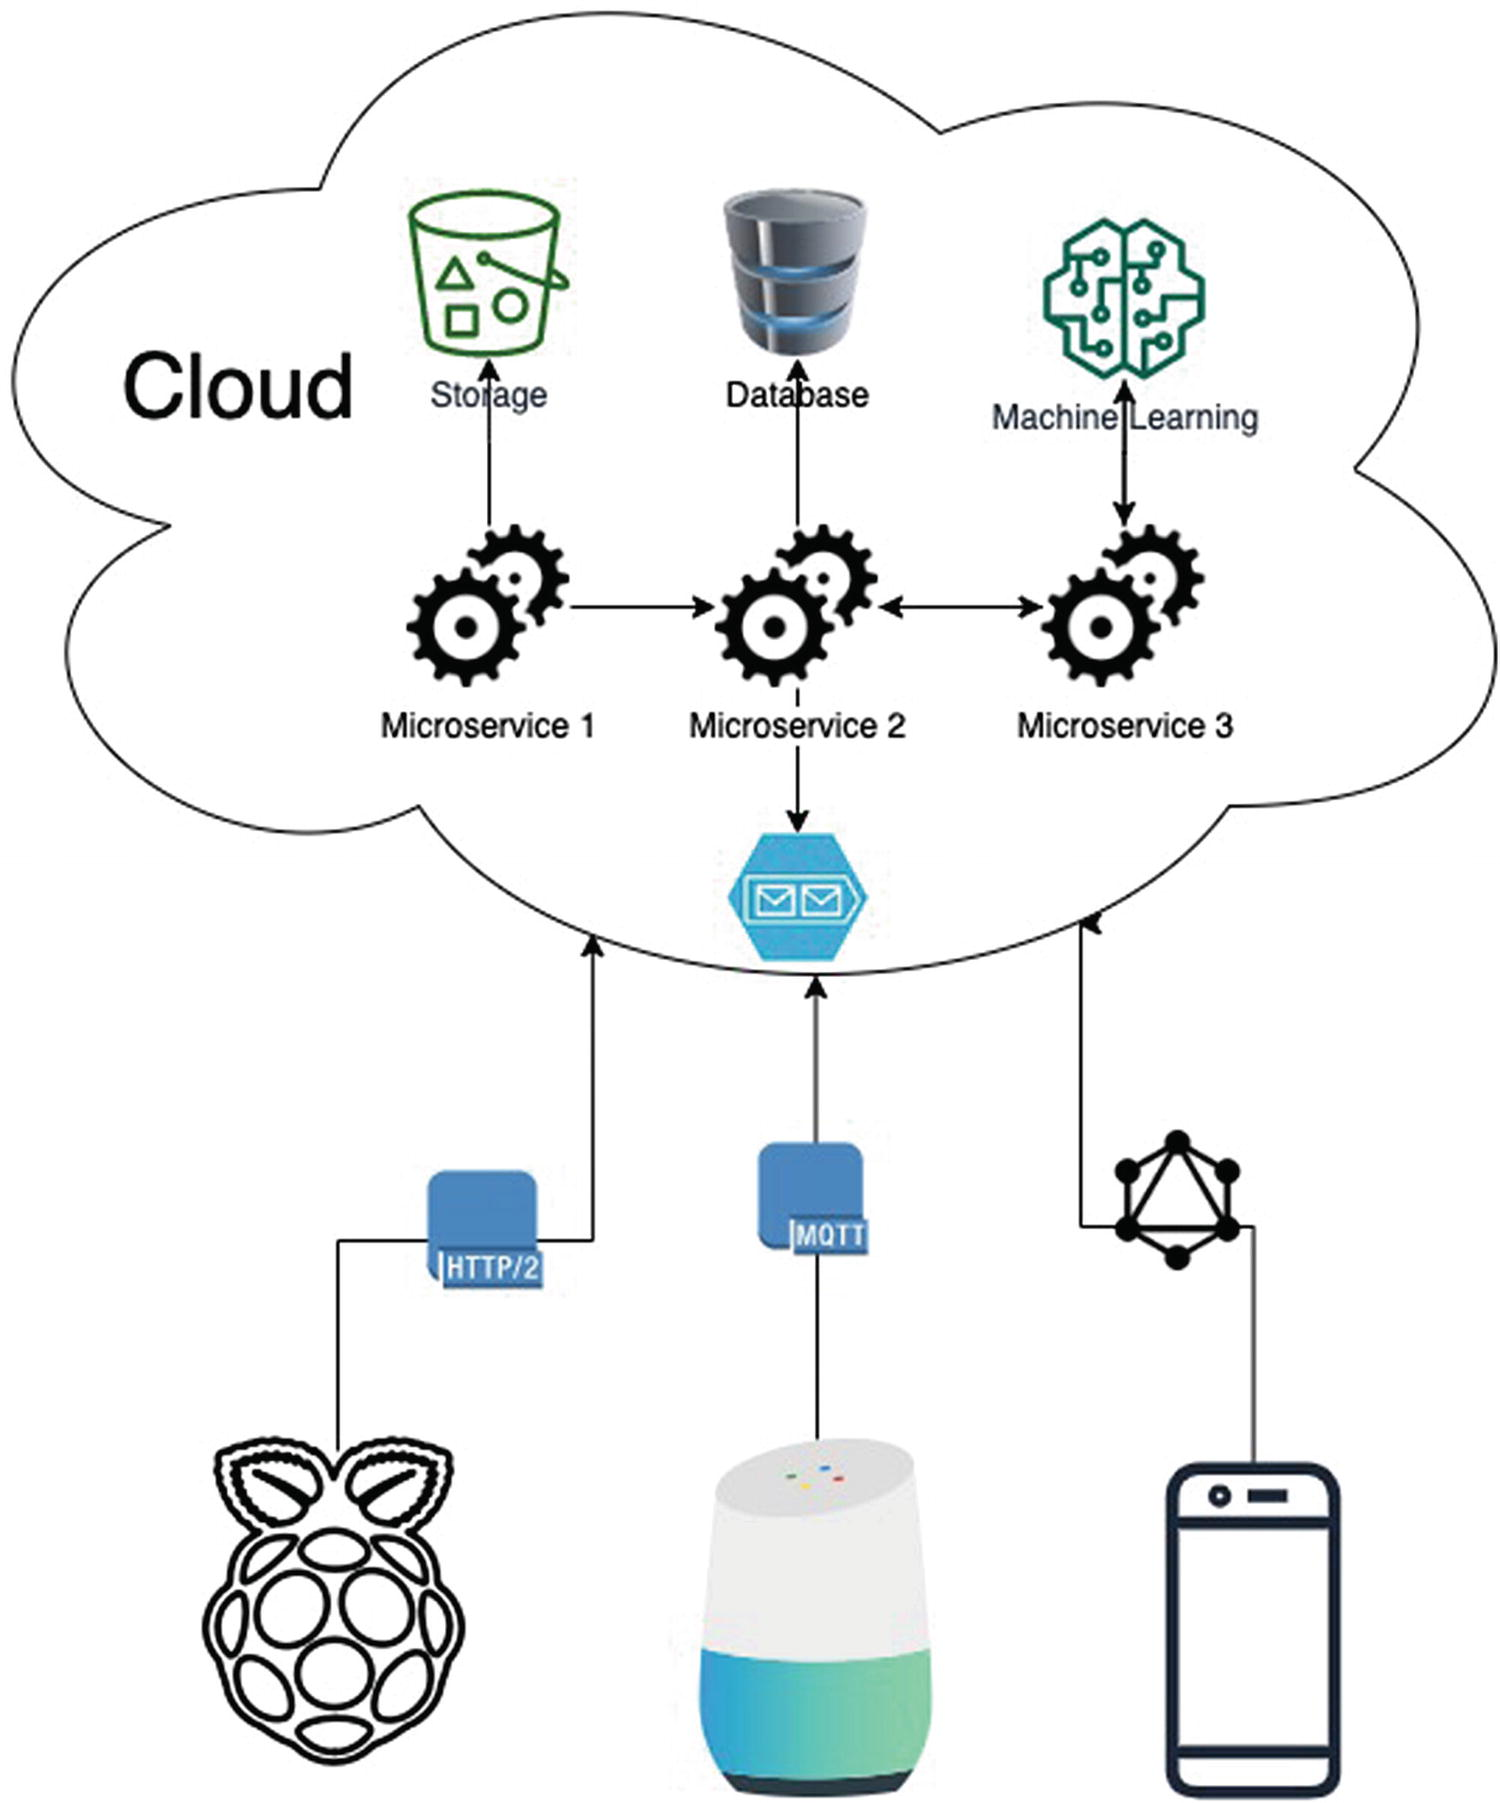 Cloud
Storage
Database
Machine Learning
Microservice 1
Microservice 2
Microservice 3
HTTP/2
MQTT